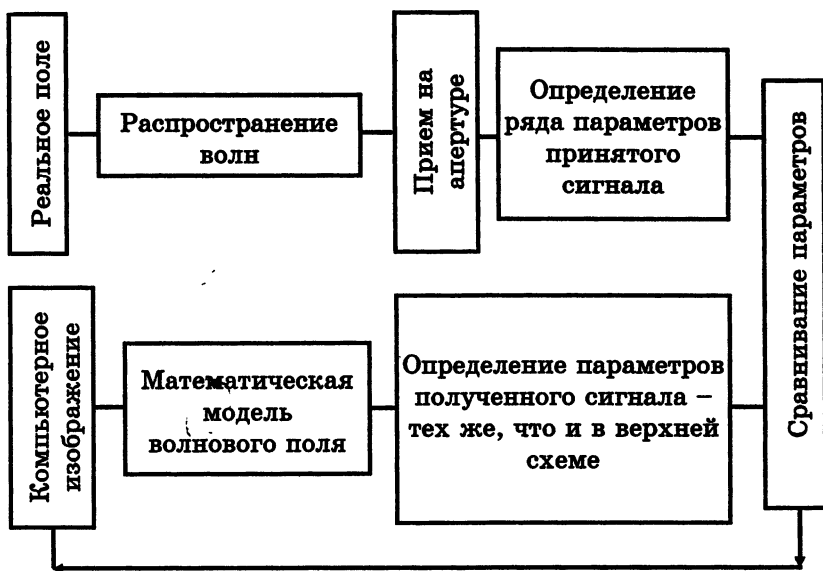 Реальное поле
Распространение
волн
Прием на
апертуре
Определение
ряда параметров
принятого
сигнала
Сравнивание параметров
Компьютерное
изображение
Математическая
модель
волнового поля
Определение параметров
полученного сигнала –
тех же, что и в верхней
схеме